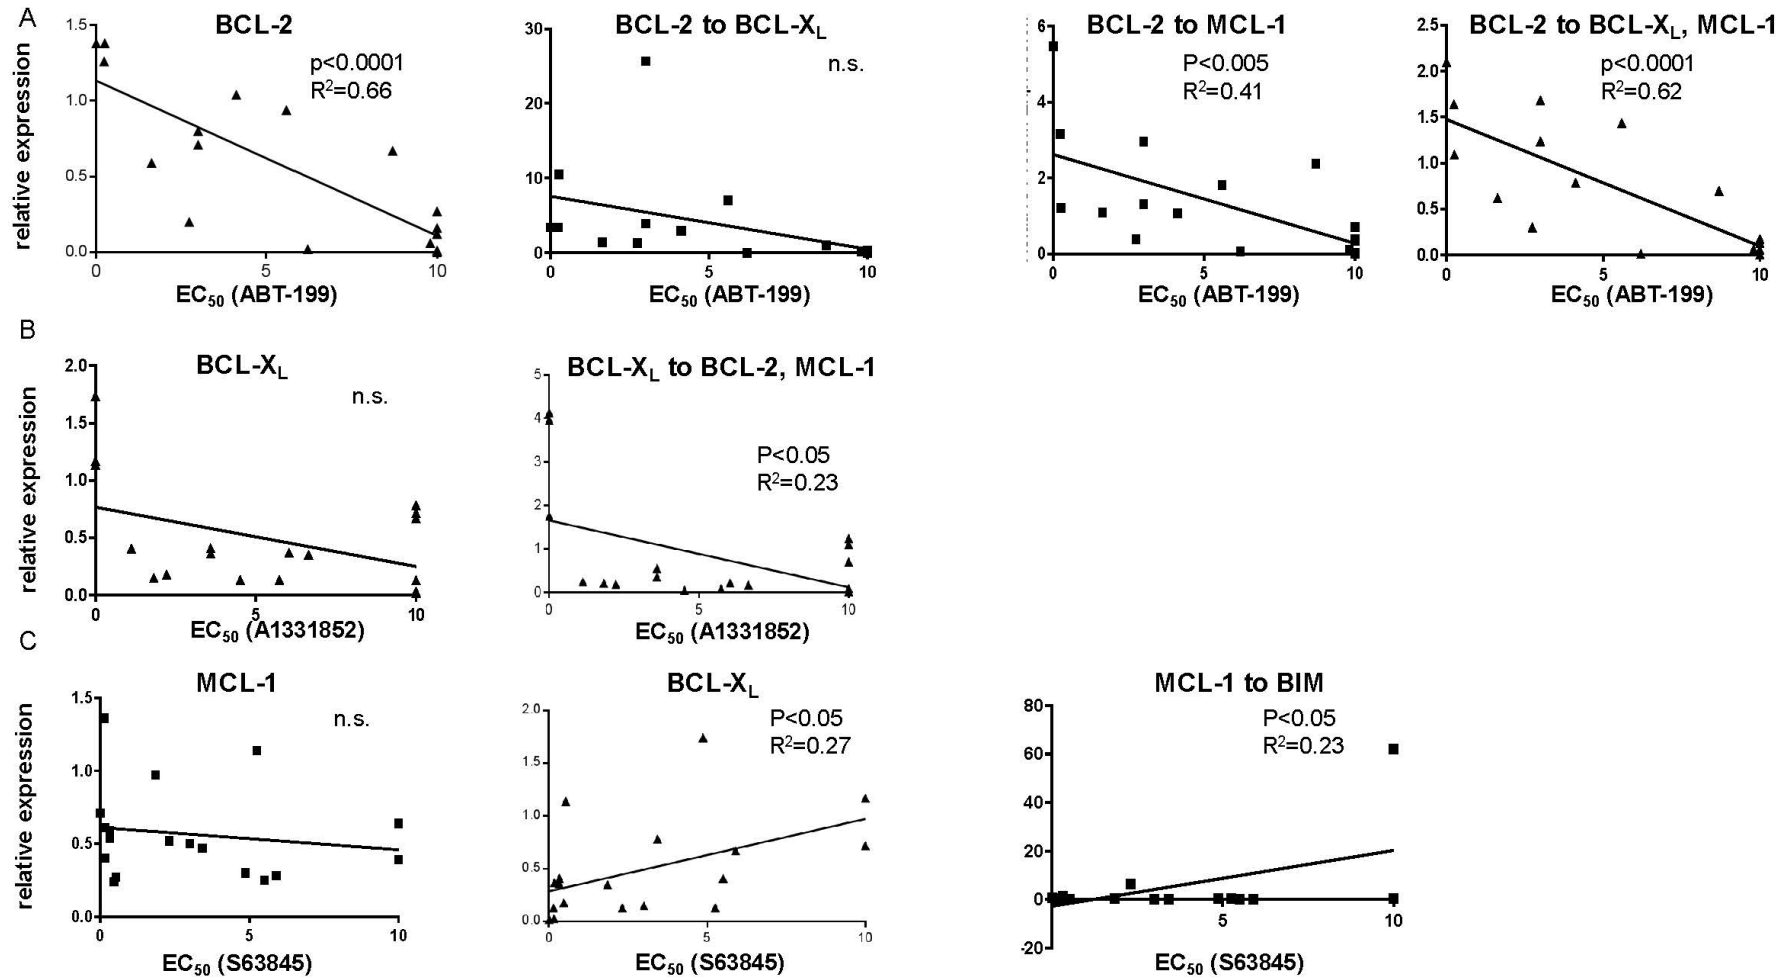 A
BCL-2
p<0.0001
R²=0.66
relative expression
1.5
1.0
0.5
0.0
0 5 10
EC₅₀ (ABT-199)
BCL-2 to BCL-X_L
n.s.
30
20
10
0
0 5 10
EC₅₀ (ABT-199)
BCL-2 to MCL-1
P<0.005
R²=0.41
6
4
2
0
0 5 10
EC₅₀ (ABT-199)
BCL-2 to BCL-X_L, MCL-1
p<0.0001
R²=0.62
2.5
2.0
1.5
1.0
0.5
0.0
0 5 10
EC₅₀ (ABT-199)
B
BCL-X_L
n.s.
relative expression
2.0
1.5
1.0
0.5
0.0
0 5 10
EC₅₀ (A1331852)
BCL-X_L to BCL-2, MCL-1
P<0.05
R²=0.23
5
4
3
2
1
0
0 5 10
EC₅₀ (A1331852)
C
MCL-1
n.s.
relative expression
1.5
1.0
0.5
0.0
0 5 10
EC₅₀ (S63845)
BCL-X_L
P<0.05
R²=0.27
2.0
1.5
1.0
0.5
0.0
0 5 10
EC₅₀ (S63845)
MCL-1 to BIM
P<0.05
R²=0.23
80
60
40
20
0
-20
5 10
EC₅₀ (S63845)